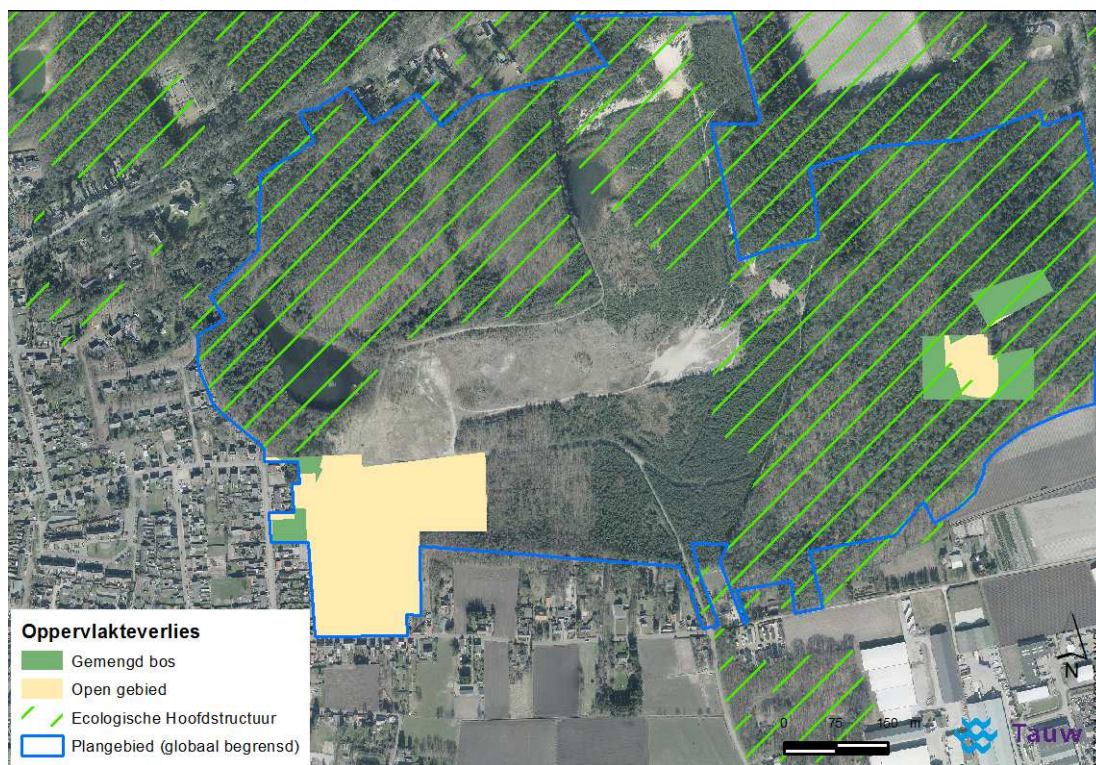 Oppervlakteverlies
Gemengd bos
Open gebied
Ecologische Hoofdstructuur
Plangebied (globaal begrensd)
N
0 75 150 m
Tauw